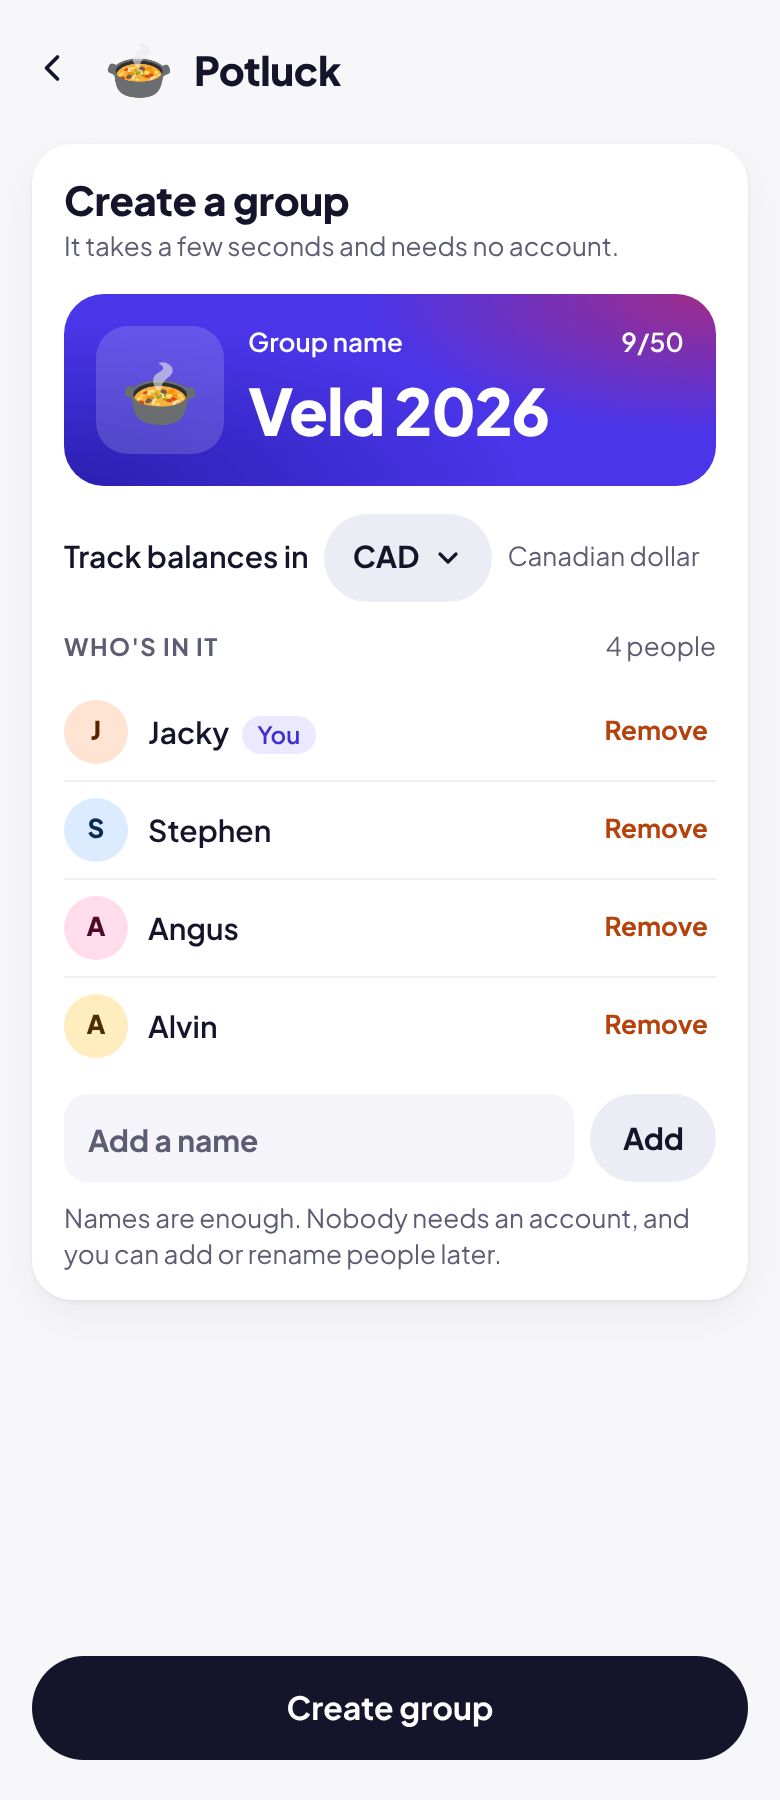 Potluck
Create a group
It takes a few seconds and needs no account.
Group name 9/50
Veld 2026
Track balances in CAD Canadian dollar
WHO'S IN IT 4 people
J Jacky You Remove
S Stephen Remove
A Angus Remove
A Alvin Remove
Add a name Add
Names are enough. Nobody needs an account, and
you can add or rename people later.
Create group